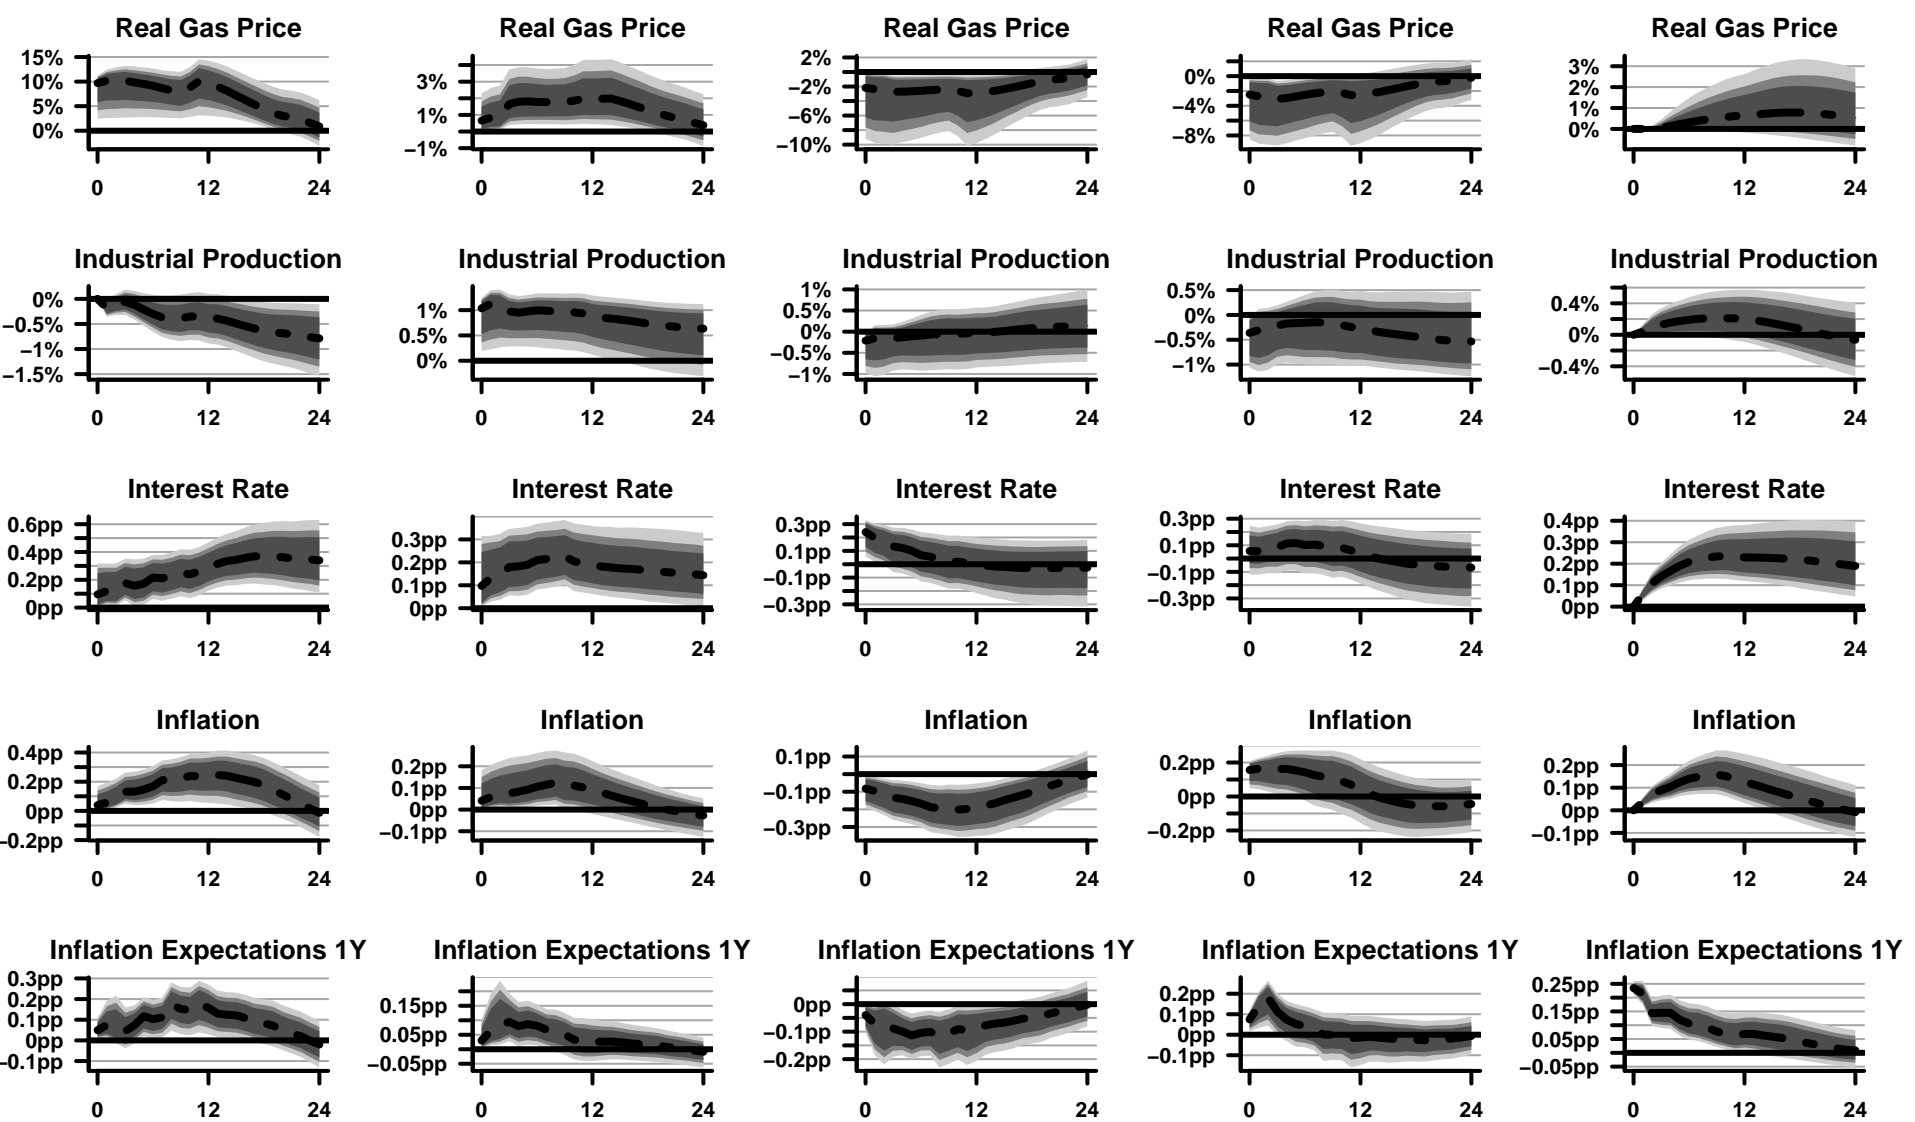 Real Gas Price Real Gas Price Real Gas Price Real Gas Price Real Gas Price
15% 10% 5% 0% 3% 1% −1% 2% −2% −6% −10% 0% −4% −8% 3% 2% 1% 0%
0 12 24 0 12 24 0 12 24 0 12 24 0 12 24
Industrial Production Industrial Production Industrial Production Industrial Production Industrial Production
0% −0.5% −1% −1.5% 1% 0.5% 0% 1% 0.5% 0% −0.5% −1% 0.5% 0% −0.5% −1% 0.4% 0% −0.4%
0 12 24 0 12 24 0 12 24 0 12 24 0 12 24
Interest Rate Interest Rate Interest Rate Interest Rate Interest Rate
0.6pp 0.4pp 0.2pp 0pp 0.3pp 0.2pp 0.1pp 0pp 0.3pp 0.1pp −0.1pp −0.3pp 0.3pp 0.1pp −0.1pp −0.3pp 0.4pp 0.3pp 0.2pp 0.1pp 0pp
0 12 24 0 12 24 0 12 24 0 12 24 0 12 24
Inflation Inflation Inflation Inflation Inflation
0.4pp 0.2pp 0pp −0.2pp 0.2pp 0.1pp 0pp −0.1pp 0.1pp −0.1pp −0.3pp 0.2pp 0pp −0.2pp 0.2pp 0.1pp 0pp −0.1pp
0 12 24 0 12 24 0 12 24 0 12 24 0 12 24
Inflation Expectations 1Y Inflation Expectations 1Y Inflation Expectations 1Y Inflation Expectations 1Y Inflation Expectations 1Y
0.3pp 0.2pp 0.1pp 0pp −0.1pp 0.15pp 0.05pp −0.05pp 0pp −0.1pp −0.2pp 0.2pp 0.1pp 0pp −0.1pp 0.25pp 0.15pp 0.05pp −0.05pp
0 12 24 0 12 24 0 12 24 0 12 24 0 12 24